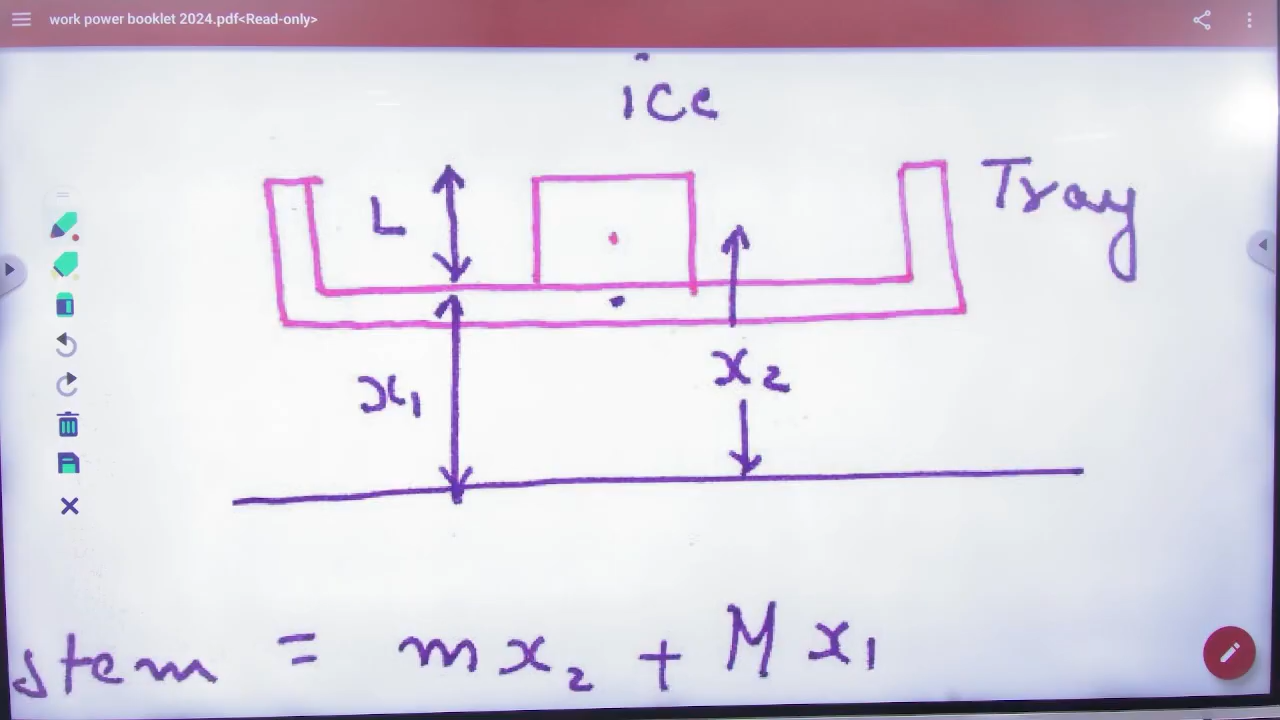 work power booklet 2024.pdf<Read-only>
ice
L
Tray
x₁
x₂
stem = mx₂ + Mx₁